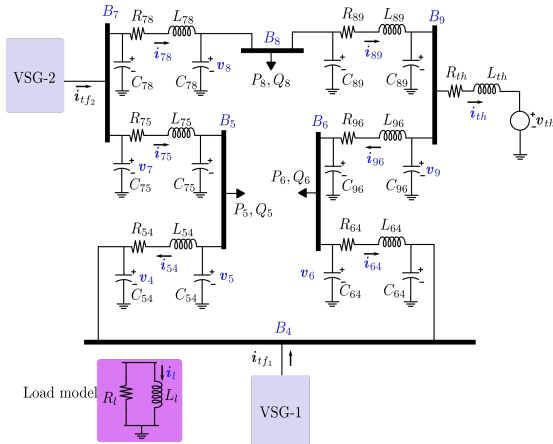 B7
R78
L78
i78
C78
C78
v8
B8
P8, Q8
R89
L89
i89
C89
C89
B9
VSG-2
itf2
Rth
Lth
ith
vth
R75
L75
B5
i75
v7
C75
C75
P5, Q5
B6
R96
L96
i96
v9
C96
C96
P6, Q6
R54
L54
i54
v4
C54
C54
v5
R64
L64
i64
v6
C64
C64
B4
itf1
VSG-1
Load model
il
Rl
Ll